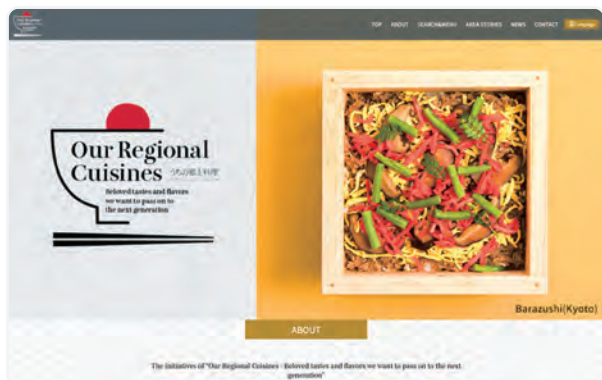 TOP ABOUT SEARCH&MENU AREA STORIES NEWS CONTACT Language
Our Regional
Cuisines うちの郷土料理
Beloved tastes and flavors
we want to pass on to
the next generation
Barazushi(Kyoto)
ABOUT
The initiatives of "Our Regional Cuisines - Beloved tastes and flavors we want to pass on to the next
generation"